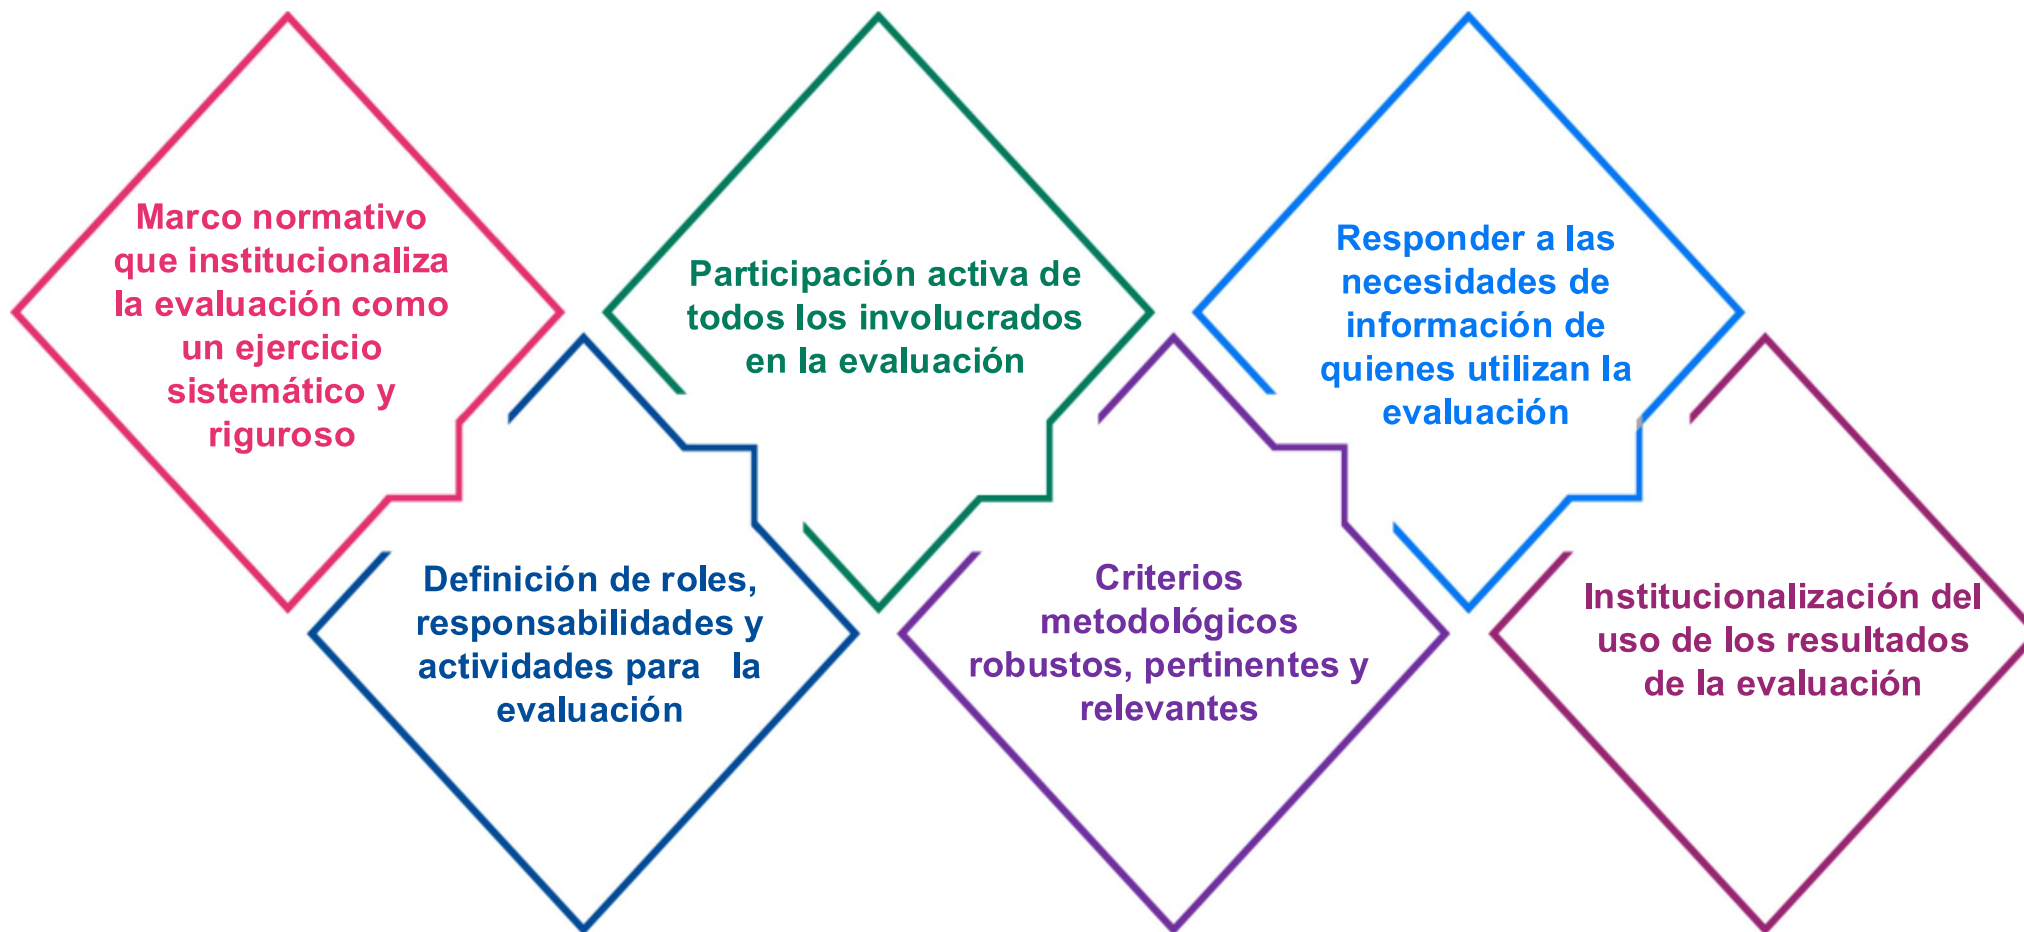 Marco normativo
que institucionaliza
la evaluación como
un ejercicio
sistemático y
riguroso
Definición de roles,
responsabilidades y
actividades para la
evaluación
Participación activa de
todos los involucrados
en la evaluación
Criterios
metodológicos
robustos, pertinentes y
relevantes
Responder a las
necesidades de
información de
quienes utilizan la
evaluación
Institucionalización del
uso de los resultados
de la evaluación